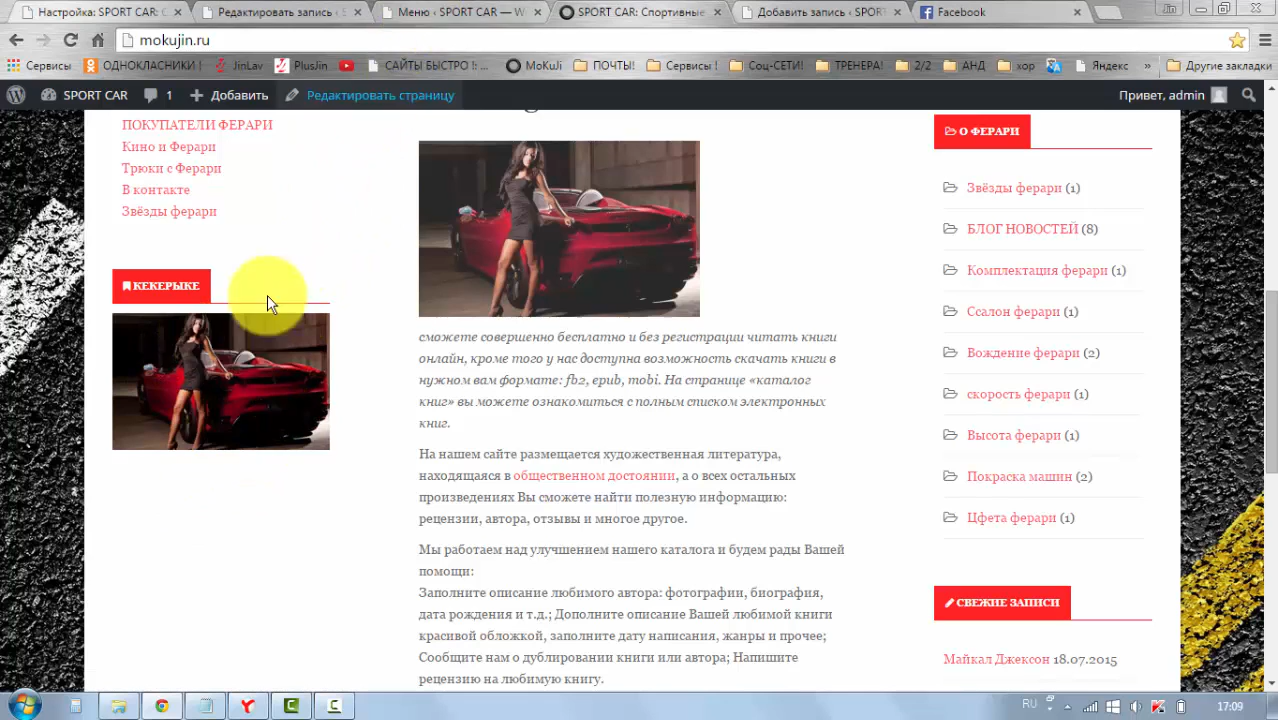 Настройка: SPORT CAR
Редактировать запись
Меню ‹ SPORT CAR — W
SPORT CAR: Спортивные
Добавить запись ‹ SPORT
Facebook
mokujin.ru
Сервисы
ОДНОКЛАСНИКИ
JinLav
PlusJin
САЙТЫ БЫСТРО !: ...
MoKuJi
ПОЧТЫ!
Сервисы !
Соц-СЕТИ!
ТРЕНЕРА!
2/2
АНД
хор
Яндекс
»
Другие закладки
SPORT CAR
1
Добавить
Редактировать страницу
Привет, admin
ПОКУПАТЕЛИ ФЕРАРИ
Кино и Ферари
Трюки с Ферари
В контакте
Звёзды ферари
КЕКЕРЫКЕ
сможете совершенно бесплатно и без регистрации читать книги
онлайн, кроме того у нас доступна возможность скачать книги в
нужном вам формате: fb2, epub, mobi. На странице «каталог
книг» вы можете ознакомиться с полным списком электронных
книг.
На нашем сайте размещается художественная литература,
находящаяся в общественном достоянии, а о всех остальных
произведениях Вы сможете найти полезную информацию:
рецензии, автора, отзывы и многое другое.
Мы работаем над улучшением нашего каталога и будем рады Вашей
помощи:
Заполните описание любимого автора: фотографии, биография,
дата рождения и т.д.; Дополните описание Вашей любимой книги
красивой обложкой, заполните дату написания, жанры и прочее;
Сообщите нам о дублировании книги или автора; Напишите
рецензию на любимую книгу.
О ФЕРАРИ
Звёзды ферари (1)
БЛОГ НОВОСТЕЙ (8)
Комплектация ферари (1)
Ссалон ферари (1)
Вождение ферари (2)
скорость ферари (1)
Высота ферари (1)
Покраска машин (2)
Цфета ферари (1)
СВЕЖИЕ ЗАПИСИ
Майкал Джексон 18.07.2015
RU
17:09